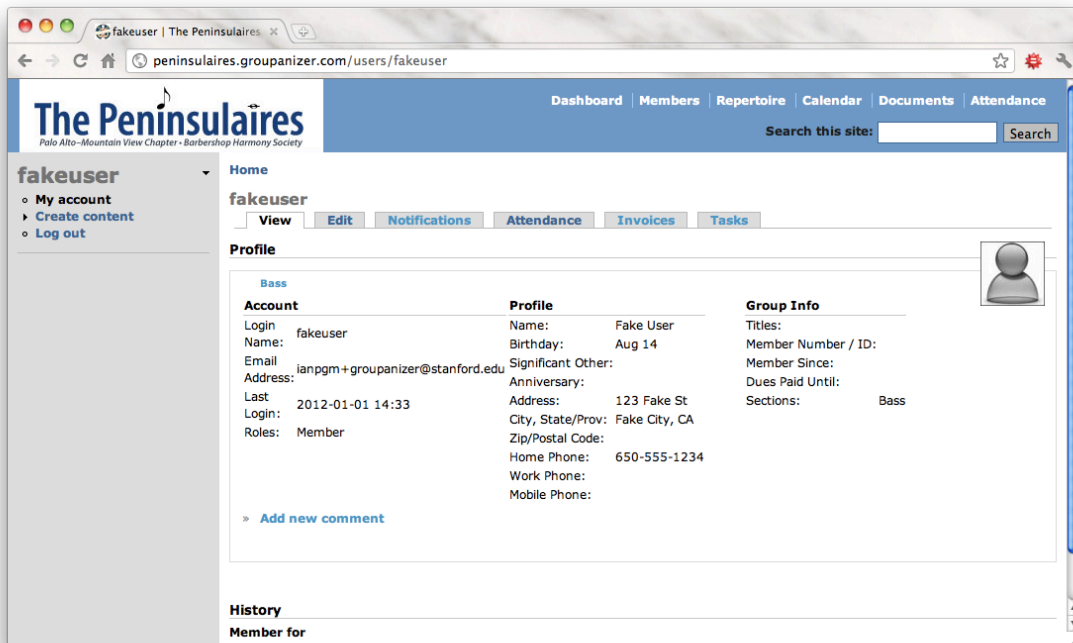 fakeuser | The Peninsulaires
peninsulaires.groupanizer.com/users/fakeuser
The Peninsulaires
Palo Alto–Mountain View Chapter • Barbershop Harmony Society
Dashboard Members Repertoire Calendar Documents Attendance
Search this site: Search
fakeuser
My account
Create content
Log out
Home
fakeuser
View Edit Notifications Attendance Invoices Tasks
Profile
Bass
Account
Login Name: fakeuser
Email Address: ianpgm+groupanizer@stanford.edu
Last Login: 2012-01-01 14:33
Roles: Member
Profile
Name: Fake User
Birthday: Aug 14
Significant Other:
Anniversary:
Address: 123 Fake St
City, State/Prov: Fake City, CA
Zip/Postal Code:
Home Phone: 650-555-1234
Work Phone:
Mobile Phone:
Group Info
Titles:
Member Number / ID:
Member Since:
Dues Paid Until:
Sections: Bass
» Add new comment
History
Member for